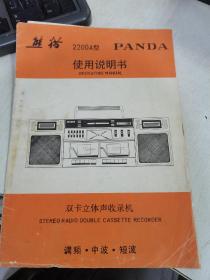 熊猫 2200A型 PANDA
使用说明书
OPERATING MANUAL
双卡立体声收录机
STEREO RADIO DOUBLE CASSETTE RECORDER
调频·中波·短波